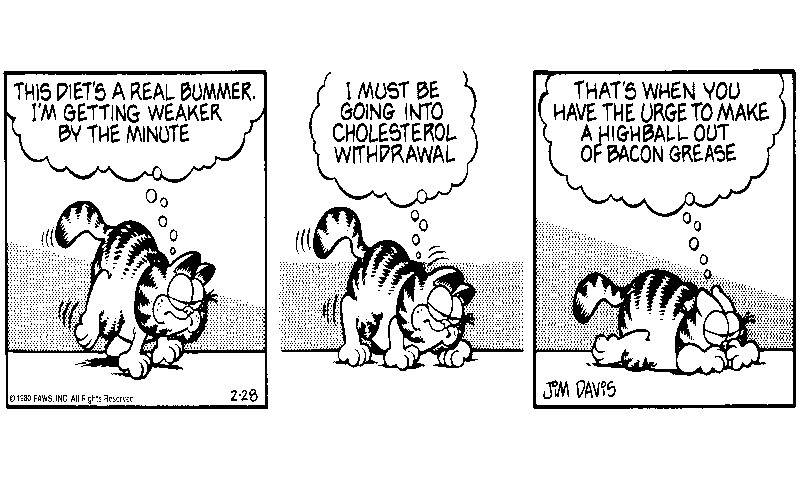 THIS DIET'S A REAL BUMMER.
I'M GETTING WEAKER
BY THE MINUTE
© 1980 PAWS, INC. All Rights Reserved
2-28
I MUST BE
GOING INTO
CHOLESTEROL
WITHDRAWAL
THAT'S WHEN YOU
HAVE THE URGE TO MAKE
A HIGHBALL OUT
OF BACON GREASE
JIM DAVIS